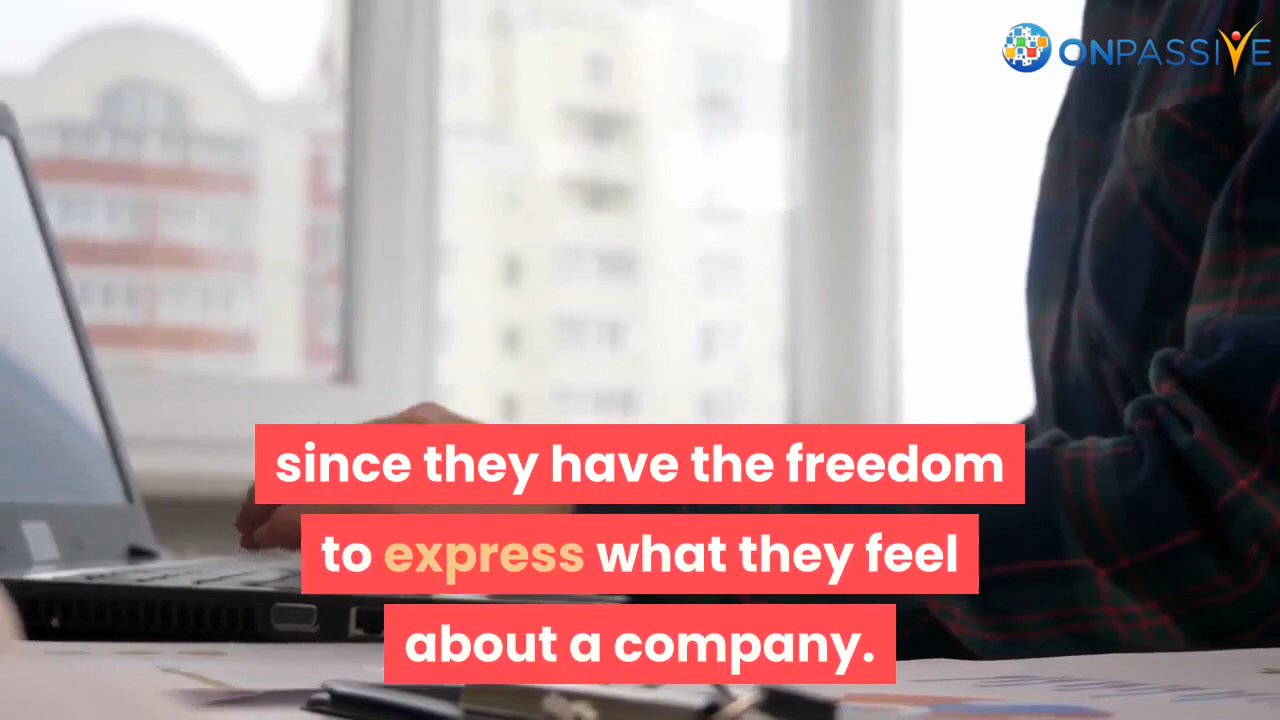 ONPASSIVE
since they have the freedom
to express what they feel
about a company.